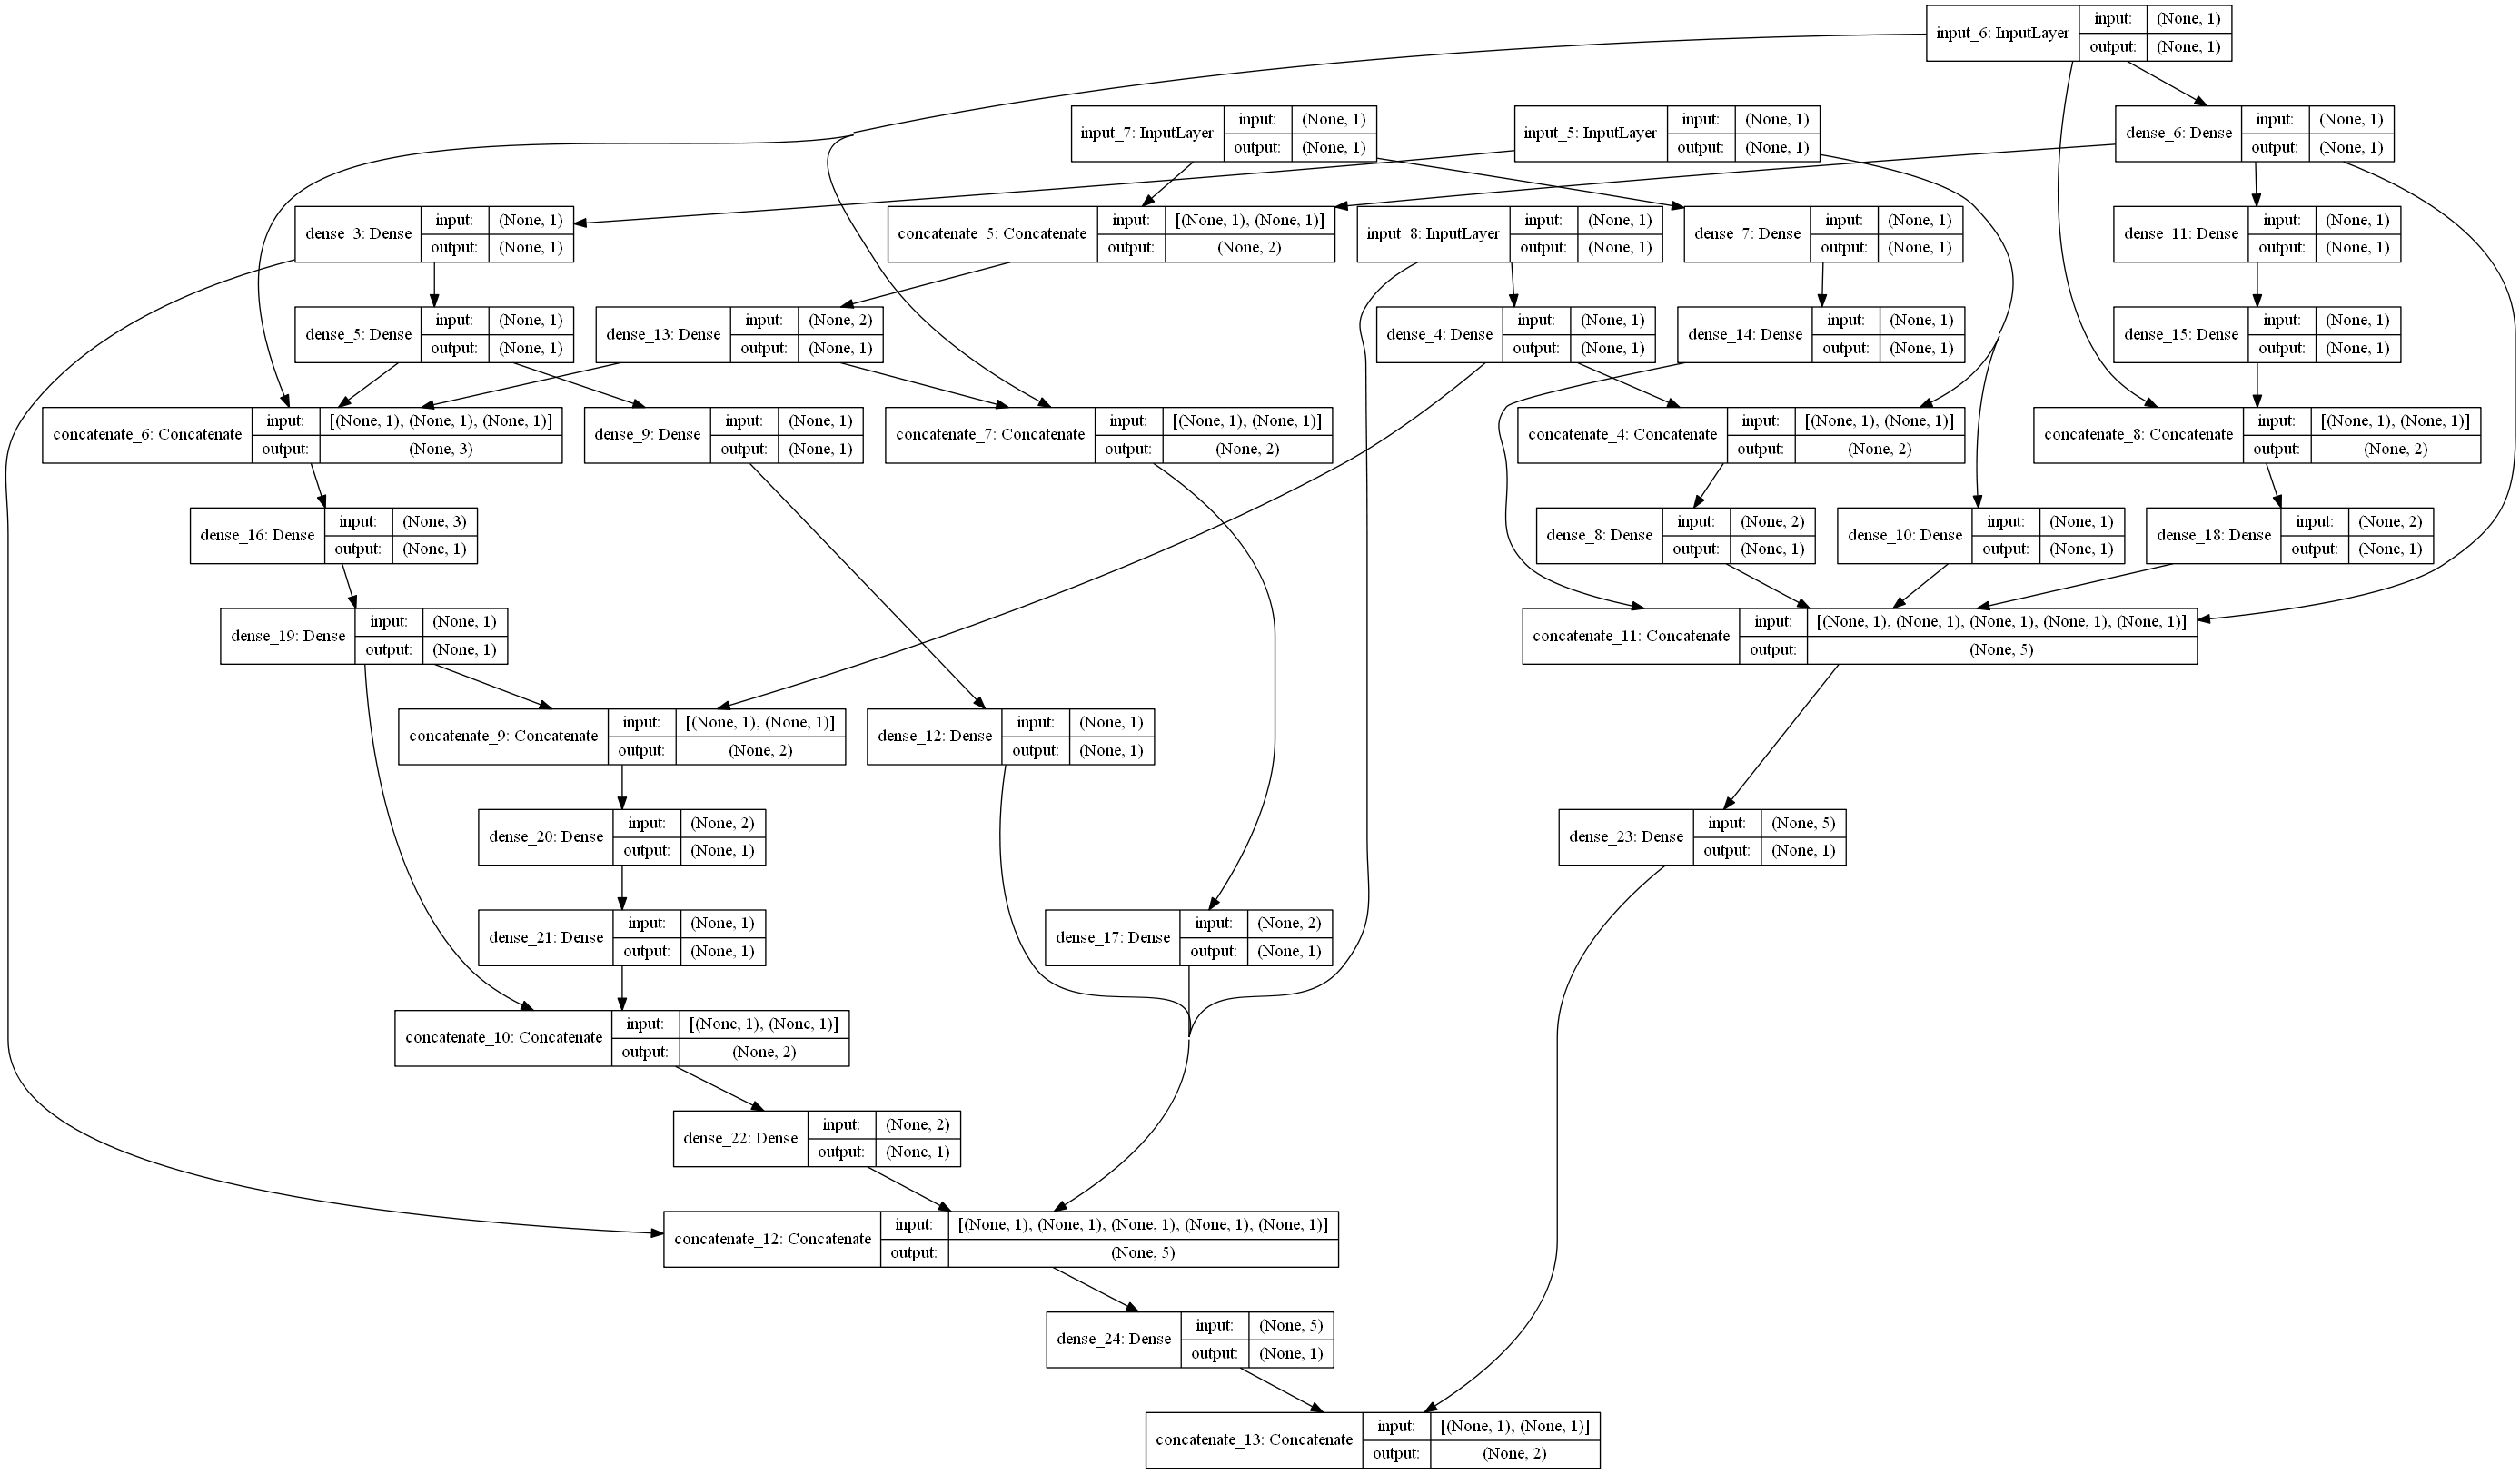 input_6: InputLayer input: (None, 1)
output: (None, 1)
input_7: InputLayer input: (None, 1)
output: (None, 1)
input_5: InputLayer input: (None, 1)
output: (None, 1)
dense_6: Dense input: (None, 1)
output: (None, 1)
dense_3: Dense input: (None, 1)
output: (None, 1)
concatenate_5: Concatenate input: [(None, 1), (None, 1)]
output: (None, 2)
input_8: InputLayer input: (None, 1)
output: (None, 1)
dense_7: Dense input: (None, 1)
output: (None, 1)
dense_11: Dense input: (None, 1)
output: (None, 1)
dense_5: Dense input: (None, 1)
output: (None, 1)
dense_13: Dense input: (None, 2)
output: (None, 1)
dense_4: Dense input: (None, 1)
output: (None, 1)
dense_14: Dense input: (None, 1)
output: (None, 1)
dense_15: Dense input: (None, 1)
output: (None, 1)
concatenate_6: Concatenate input: [(None, 1), (None, 1), (None, 1)]
output: (None, 3)
dense_9: Dense input: (None, 1)
output: (None, 1)
concatenate_7: Concatenate input: [(None, 1), (None, 1)]
output: (None, 2)
concatenate_4: Concatenate input: [(None, 1), (None, 1)]
output: (None, 2)
concatenate_8: Concatenate input: [(None, 1), (None, 1)]
output: (None, 2)
dense_16: Dense input: (None, 3)
output: (None, 1)
dense_8: Dense input: (None, 2)
output: (None, 1)
dense_10: Dense input: (None, 1)
output: (None, 1)
dense_18: Dense input: (None, 2)
output: (None, 1)
dense_19: Dense input: (None, 1)
output: (None, 1)
concatenate_11: Concatenate input: [(None, 1), (None, 1), (None, 1), (None, 1), (None, 1)]
output: (None, 5)
concatenate_9: Concatenate input: [(None, 1), (None, 1)]
output: (None, 2)
dense_12: Dense input: (None, 1)
output: (None, 1)
dense_20: Dense input: (None, 2)
output: (None, 1)
dense_23: Dense input: (None, 5)
output: (None, 1)
dense_21: Dense input: (None, 1)
output: (None, 1)
dense_17: Dense input: (None, 2)
output: (None, 1)
concatenate_10: Concatenate input: [(None, 1), (None, 1)]
output: (None, 2)
dense_22: Dense input: (None, 2)
output: (None, 1)
concatenate_12: Concatenate input: [(None, 1), (None, 1), (None, 1), (None, 1), (None, 1)]
output: (None, 5)
dense_24: Dense input: (None, 5)
output: (None, 1)
concatenate_13: Concatenate input: [(None, 1), (None, 1)]
output: (None, 2)